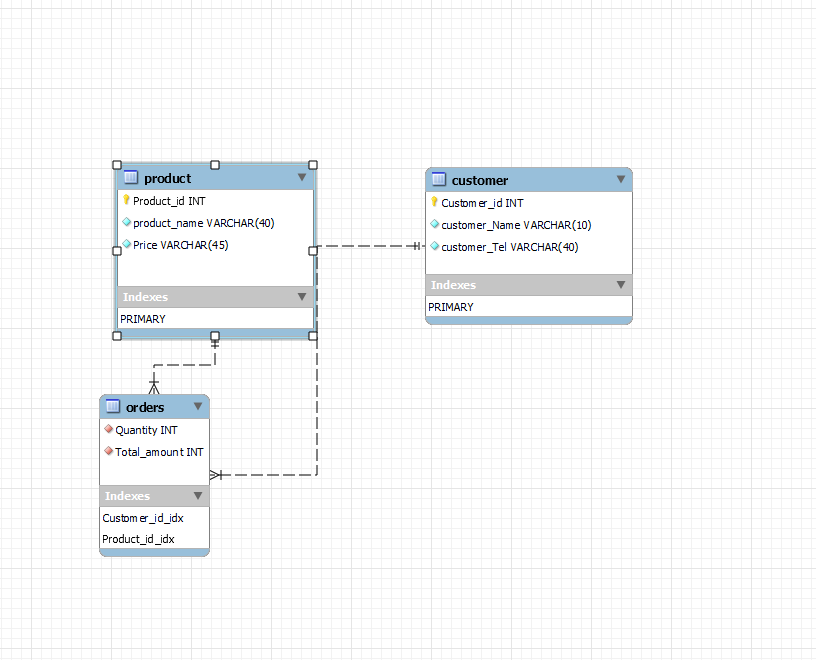 product
Product_id INT
product_name VARCHAR(40)
Price VARCHAR(45)
Indexes
PRIMARY
customer
Customer_id INT
customer_Name VARCHAR(10)
customer_Tel VARCHAR(40)
Indexes
PRIMARY
orders
Quantity INT
Total_amount INT
Indexes
Customer_id_idx
Product_id_idx